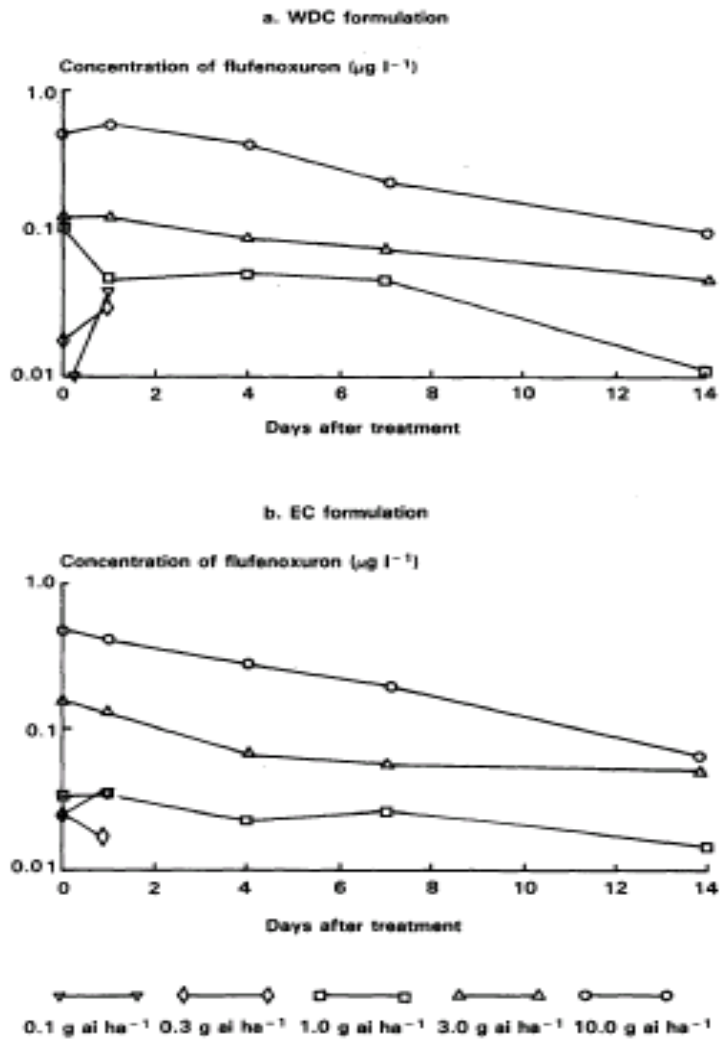 a. WDC formulation
Concentration of flufenoxuron (μg l⁻¹)
1.0
0.1
0.01
0 2 4 6 8 10 12 14
Days after treatment
b. EC formulation
Concentration of flufenoxuron (μg l⁻¹)
1.0
0.1
0.01
0 2 4 6 8 10 12 14
Days after treatment
0.1 g ai ha⁻¹ 0.3 g ai ha⁻¹ 1.0 g ai ha⁻¹ 3.0 g ai ha⁻¹ 10.0 g ai ha⁻¹